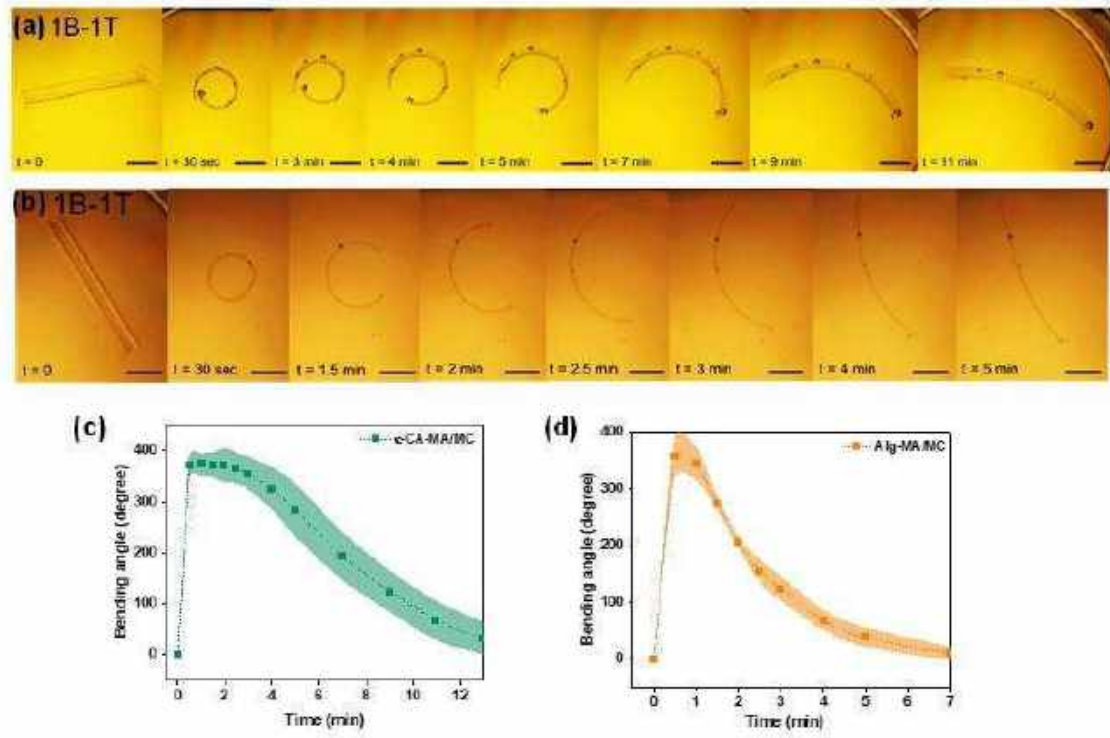 (a) 1B-1T
t = 0
t = 30 sec
t = 3 min
t = 4 min
t = 5 min
t = 7 min
t = 9 min
t = 11 min
(b) 1B-1T
t = 0
t = 30 sec
t = 1.5 min
t = 2 min
t = 2.5 min
t = 3 min
t = 4 min
t = 5 min
(c)
Bending angle (degree)
400
300
200
100
0
0 2 4 6 8 10 12
Time (min)
(d)
Alg-MA/MC
Bending angle (degree)
400
300
200
100
0
0 1 2 3 4 5 6 7
Time (min)